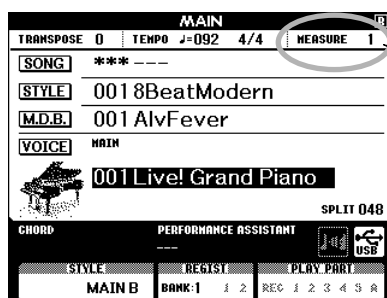 MAIN
TRANSPOSE 0 TEMPO ♩=092 4/4 MEASURE 1
SONG *** ---
STYLE 001 8BeatModern
M.D.B. 001 AlvFever
VOICE MAIN
001 Live! Grand Piano
SPLIT 048
CHORD PERFORMANCE ASSISTANT
---
USB
STYLE REGIST PLAY PART
MAIN B BANK:1 1 2 REC 1 2 3 4 5 A